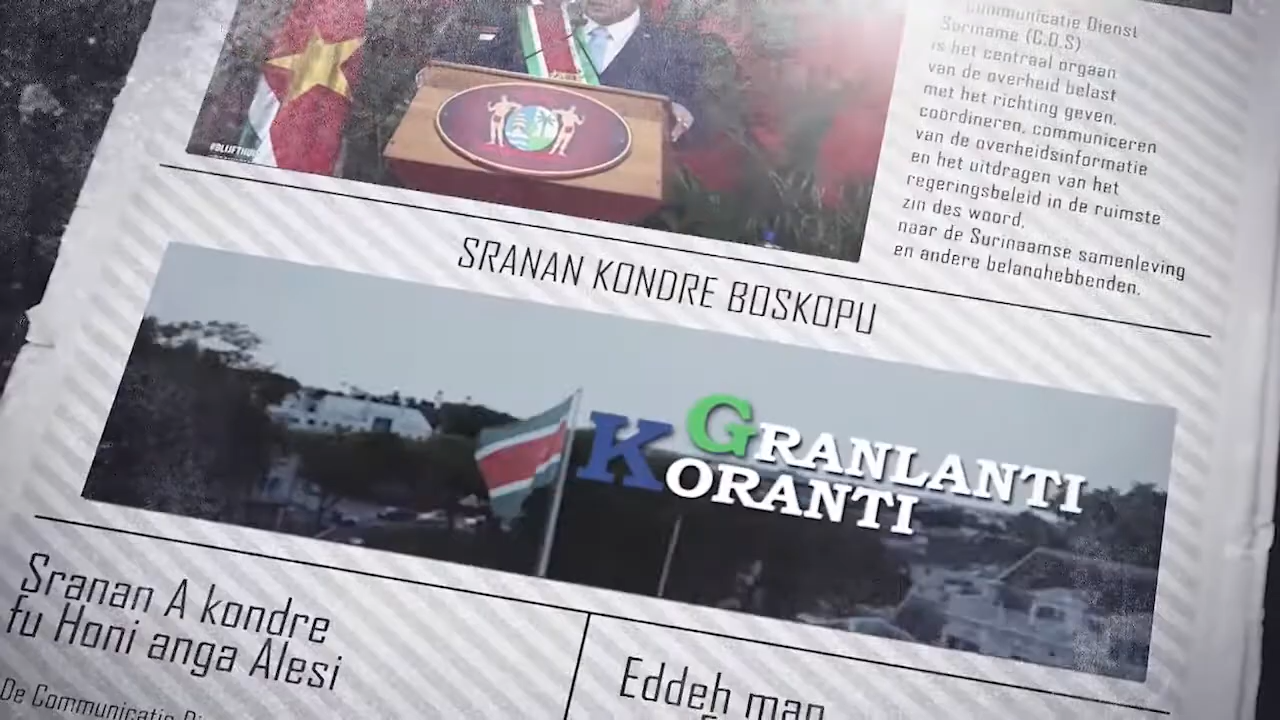 Communicatie Dienst
Suriname (C.D.S)
is het centraal orgaan
van de overheid belast
met het richting geven,
coordineren, communiceren
van de overheidsinformatie
en het uitdragen van het
regeringsbeleid in de ruimste
zin des woord,
naar de Surinaamse samenleving
en andere belanghebbenden.
SRANAN KONDRE BOSKOPU
GRANLANTI
KORANTI
Sranan A kondre
fu Honi anga Alesi
De Communicatie
Eddeh man